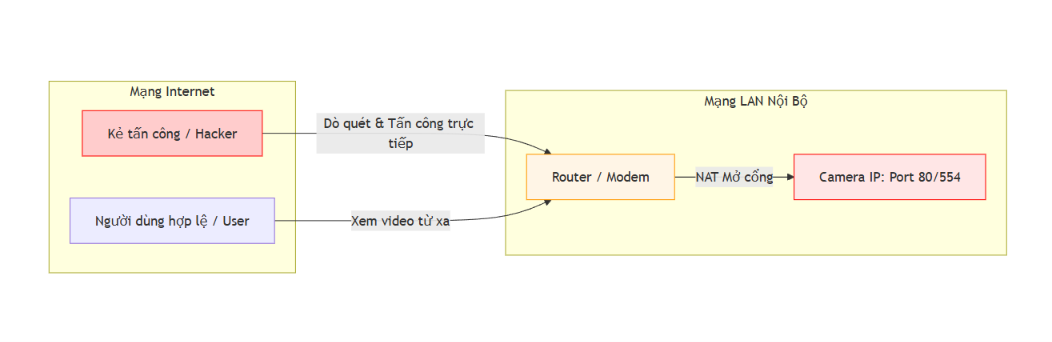 Mạng Internet
Kẻ tấn công / Hacker
Người dùng hợp lệ / User
Dò quét & Tấn công trực
tiếp
Xem video từ xa
Mạng LAN Nội Bộ
Router / Modem
NAT Mở cổng
Camera IP: Port 80/554